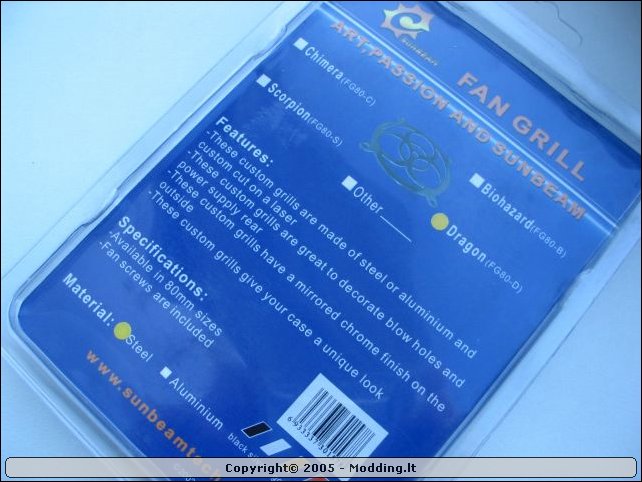 SUNBEAM
FAN GRILL
ART, PASSION AND SUNBEAM
Chimera (FG80-C)
Scorpion (FG80-S)
Biohazard (FG80-B)
Other____
Dragon (FG80-D)
Features:
-These custom grills are made of steel or aluminium and
custom cut on a laser
-These custom grills are great to decorate blow holes and
power supply rear
-These custom grills have a mirrored chrome finish on the
outside
-These custom grills give your case a unique look
Specifications:
-Available in 80mm sizes
-Fan screws are included
Material:
Steel
Aluminium
www.sunbeamtech
black
Copyright© 2005 - Modding.lt